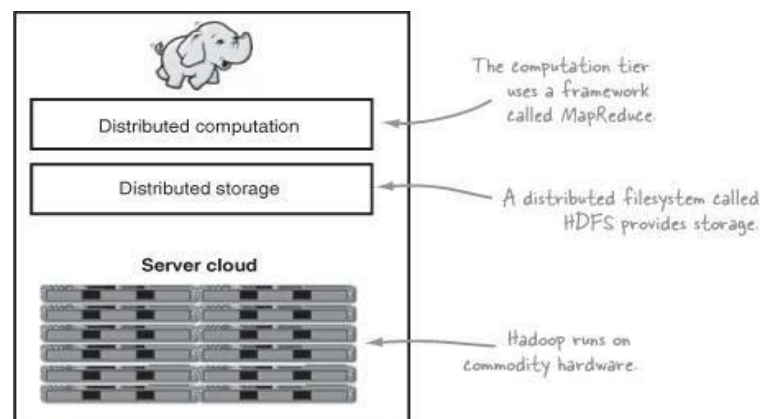 Distributed computation
Distributed storage
Server cloud
The computation tier
uses a framework
called MapReduce.
A distributed filesystem called
HDFS provides storage.
Hadoop runs on
commodity hardware.